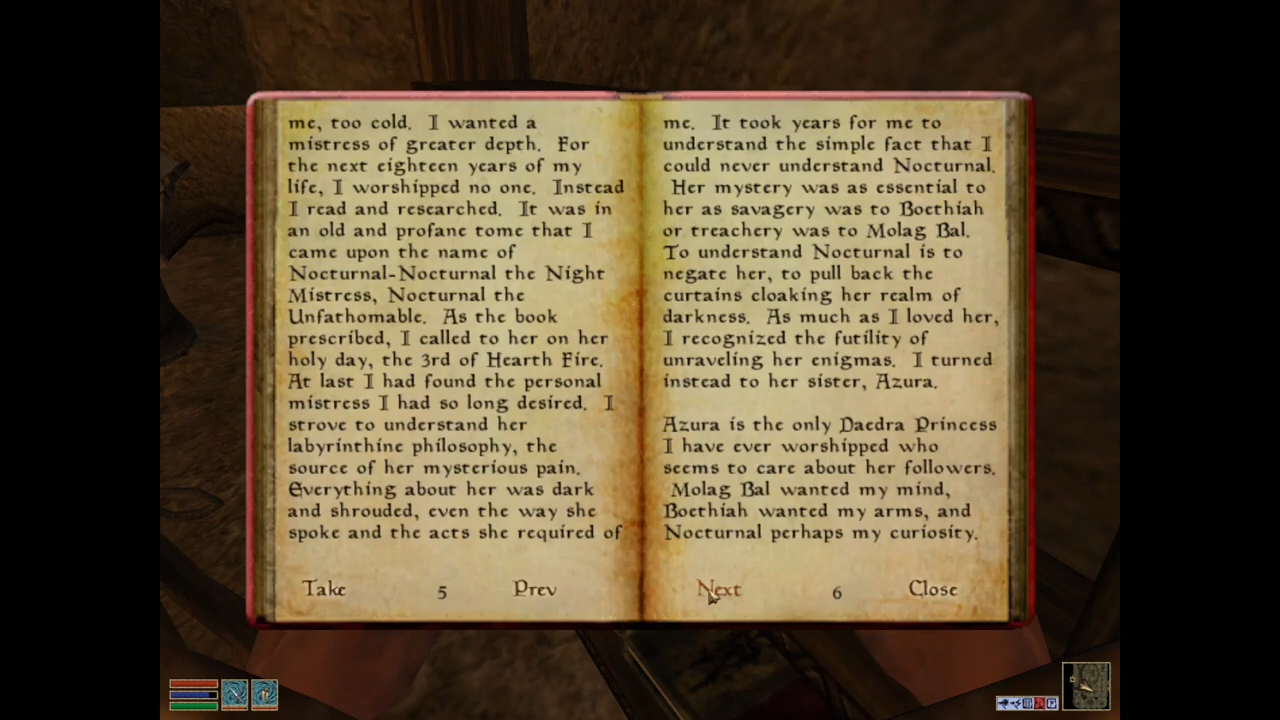 me, too cold. I wanted a
mistress of greater depth. For
the next eighteen years of my
life, I worshipped no one. Instead
I read and researched. It was in
an old and profane tome that I
came upon the name of
Nocturnal-Nocturnal the Night
Mistress, Nocturnal the
Unfathomable. As the book
prescribed, I called to her on her
holy day, the 3rd of Hearth Fire.
At last I had found the personal
mistress I had so long desired. I
strove to understand her
labyrinthine philosophy, the
source of her mysterious pain.
Everything about her was dark
and shrouded, even the way she
spoke and the acts she required of
me. It took years for me to
understand the simple fact that I
could never understand Nocturnal.
Her mystery was as essential to
her as savagery was to Boethiah
or treachery was to Molag Bal.
To understand Nocturnal is to
negate her, to pull back the
curtains cloaking her realm of
darkness. As much as I loved her,
I recognized the futility of
unraveling her enigmas. I turned
instead to her sister, Azura.
Azura is the only Daedra Princess
I have ever worshipped who
seems to care about her followers.
Molag Bal wanted my mind,
Boethiah wanted my arms, and
Nocturnal perhaps my curiosity.
Take 5 Prev Next 6 Close